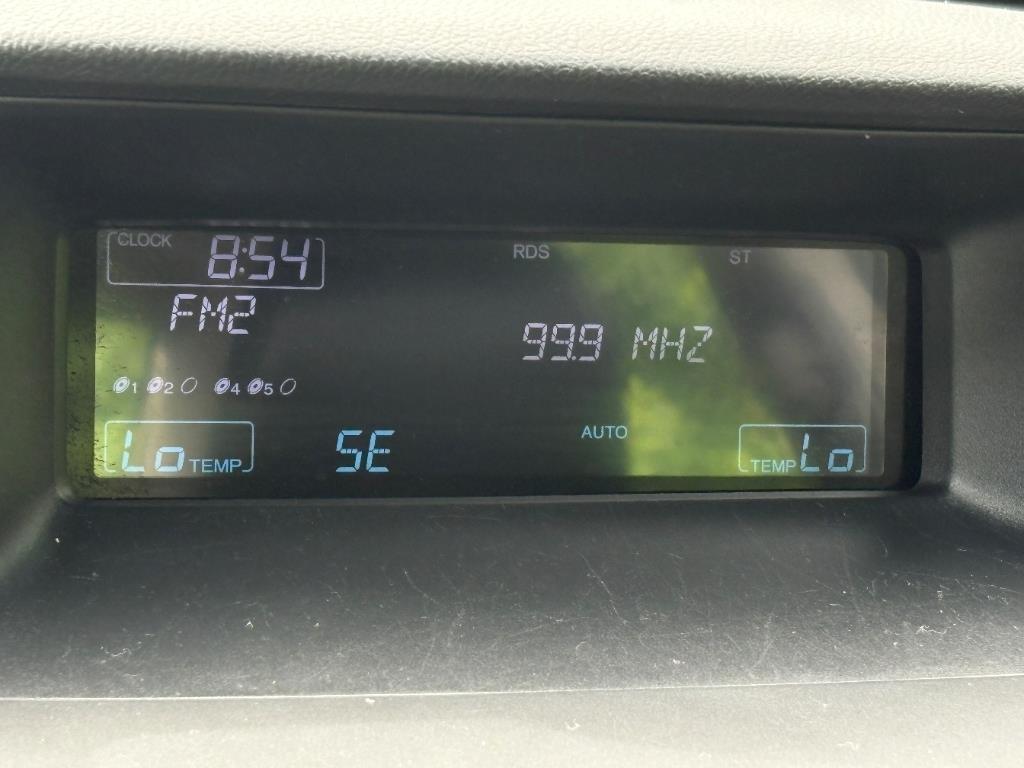 CLOCK 8:54 RDS ST
FM2
99.9 MHZ
1 2 4 5
Lo TEMP SE AUTO TEMP Lo